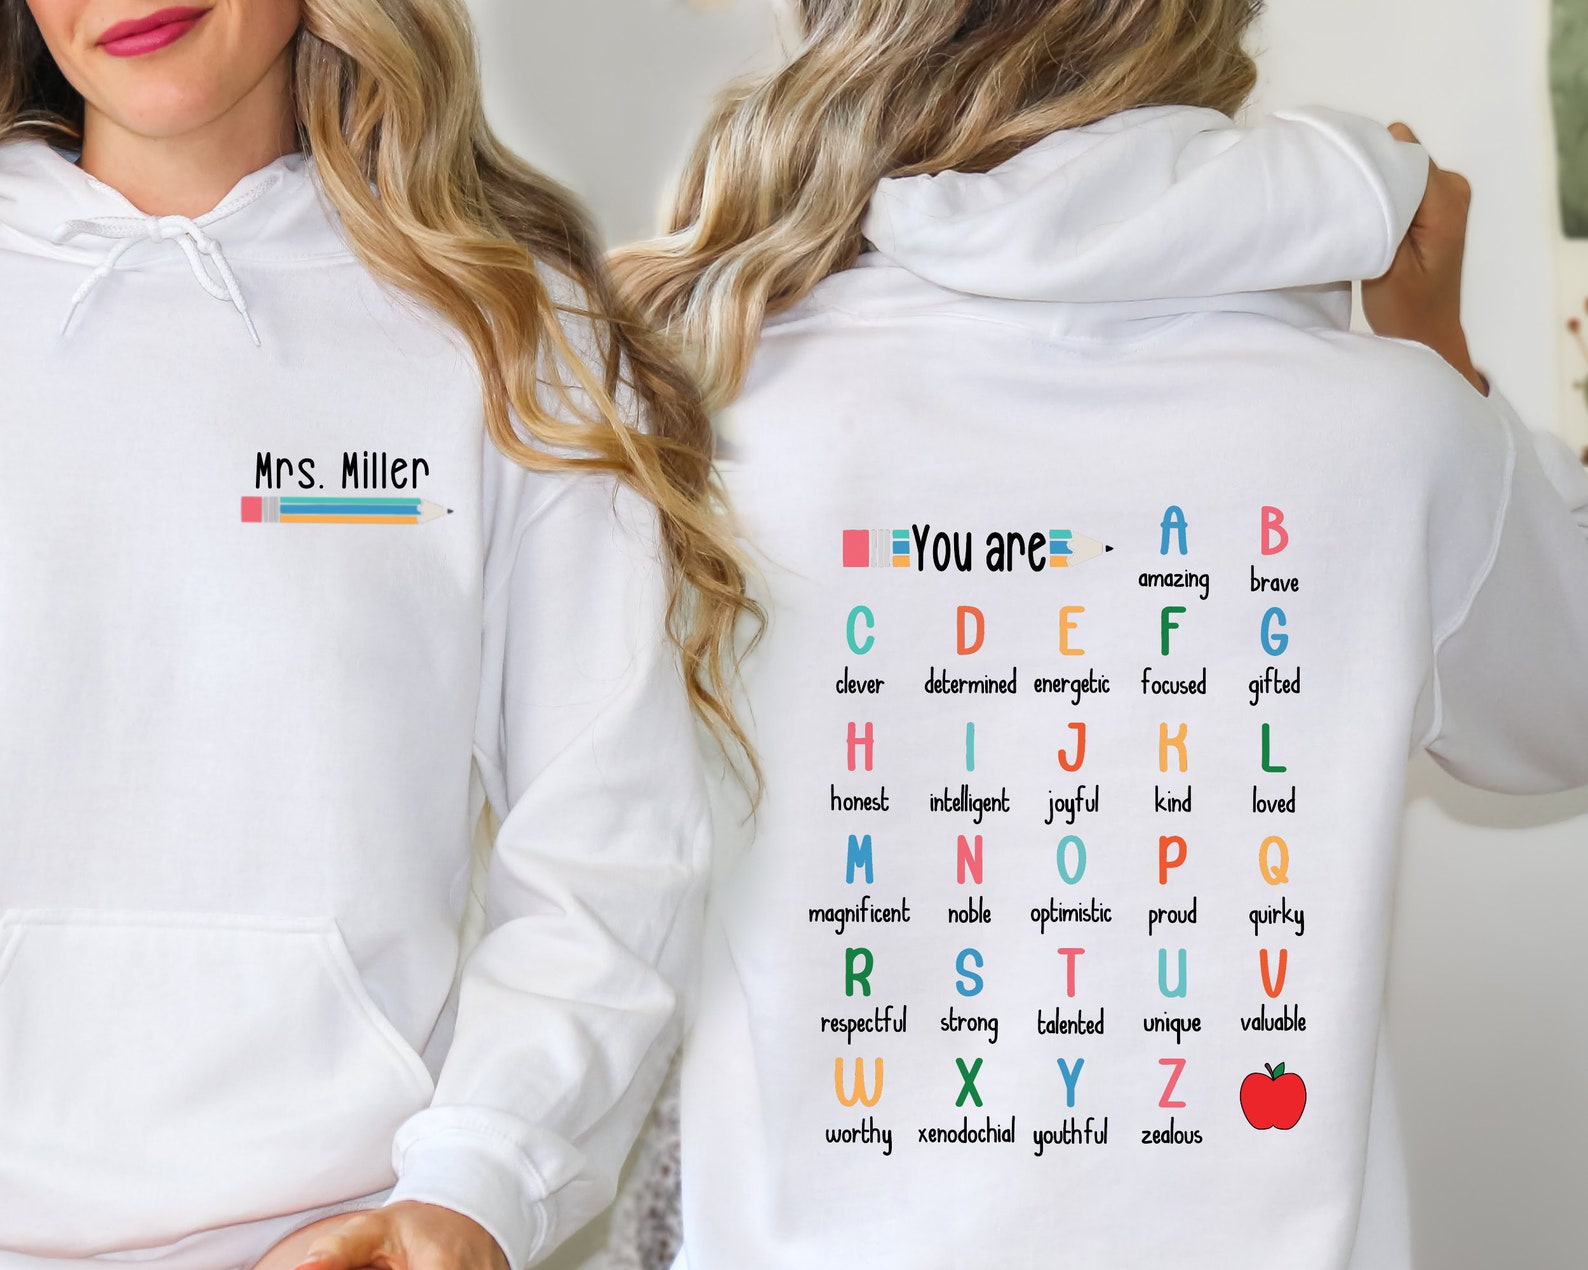 Mrs. Miller
You are A B
amazing brave
C D E F G
clever determined energetic focused gifted
H I J K L
honest intelligent joyful kind loved
M N O P Q
magnificent noble optimistic proud quirky
R S T U V
respectful strong talented unique valuable
W X Y Z
worthy xenodochial youthful zealous